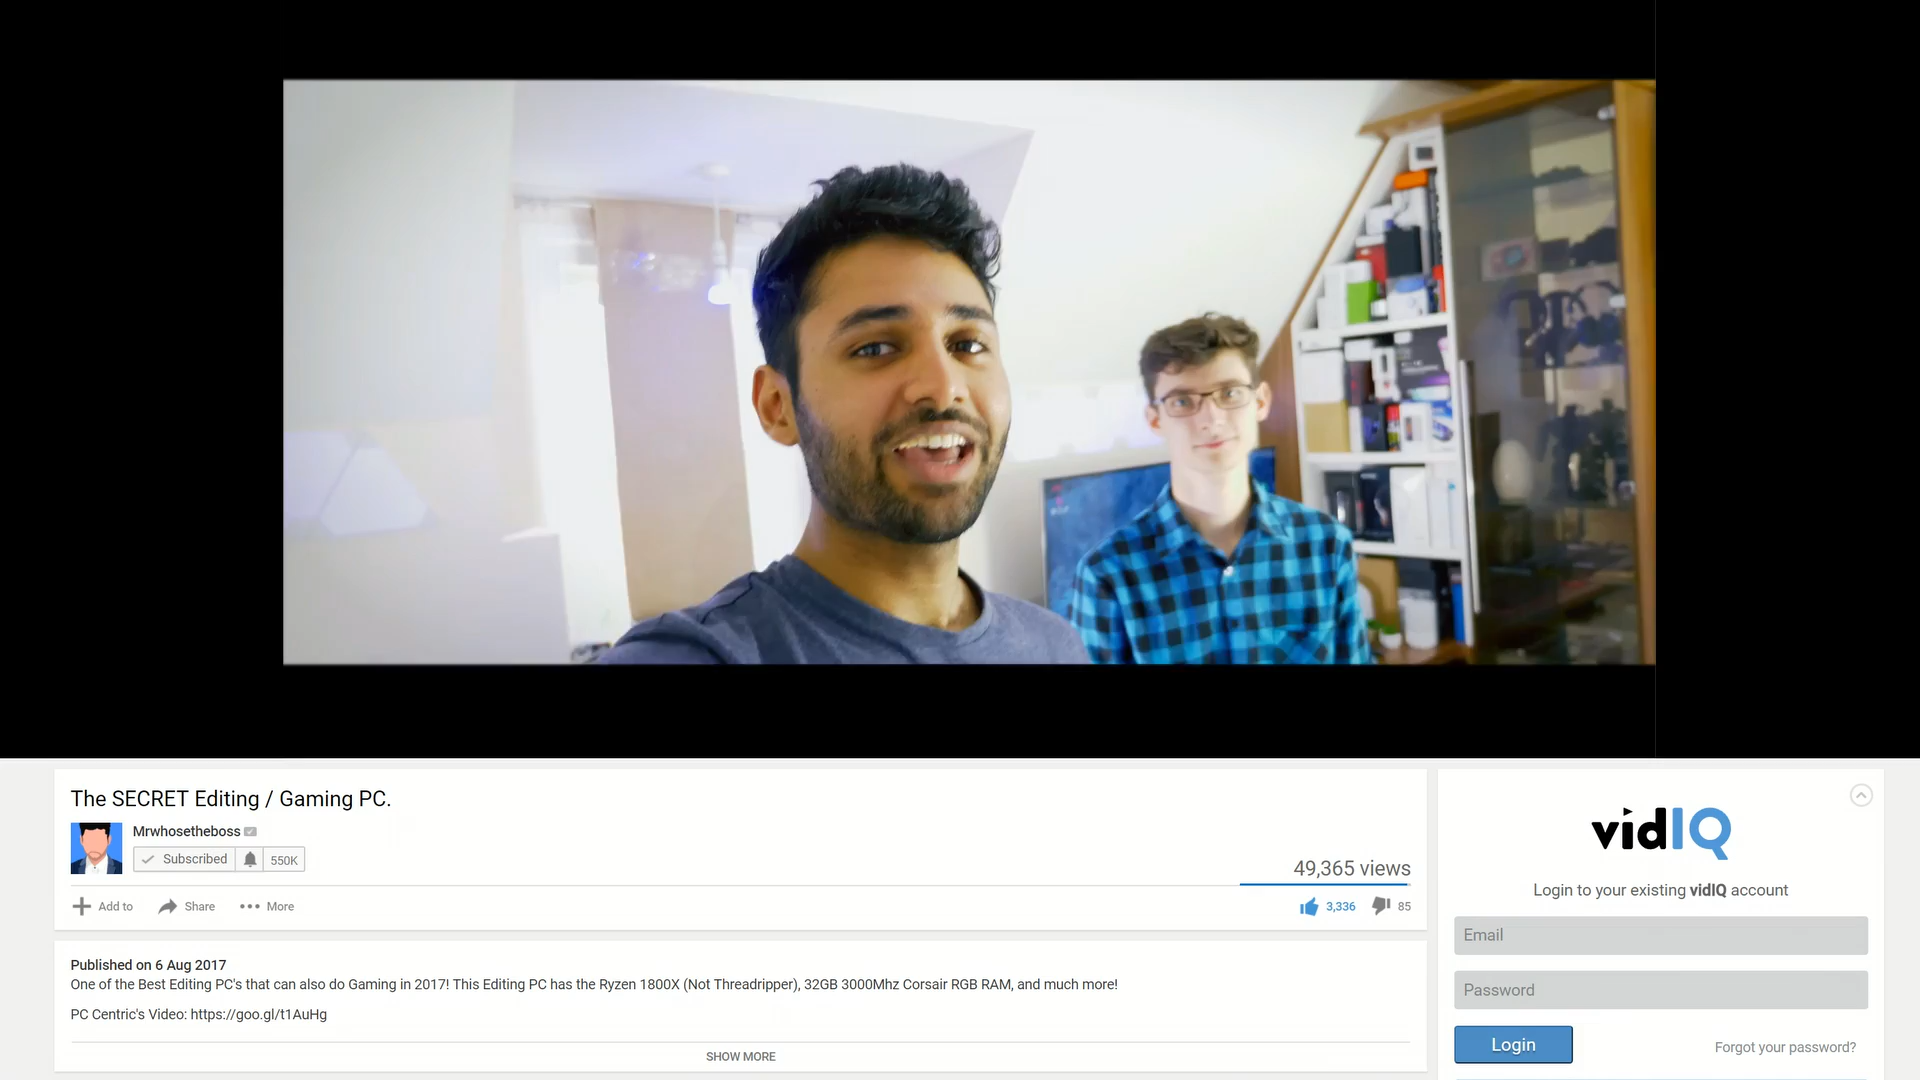 The SECRET Editing / Gaming PC.
Mrwhosetheboss
Subscribed 550K
49,365 views
Add to Share More 3,336 85
Published on 6 Aug 2017
One of the Best Editing PC's that can also do Gaming in 2017! This Editing PC has the Ryzen 1800X (Not Threadripper), 32GB 3000Mhz Corsair RGB RAM, and much more!
PC Centric's Video: https://goo.gl/t1AuHg
SHOW MORE
vidIQ
Login to your existing vidIQ account
Email
Password
Login Forgot your password?